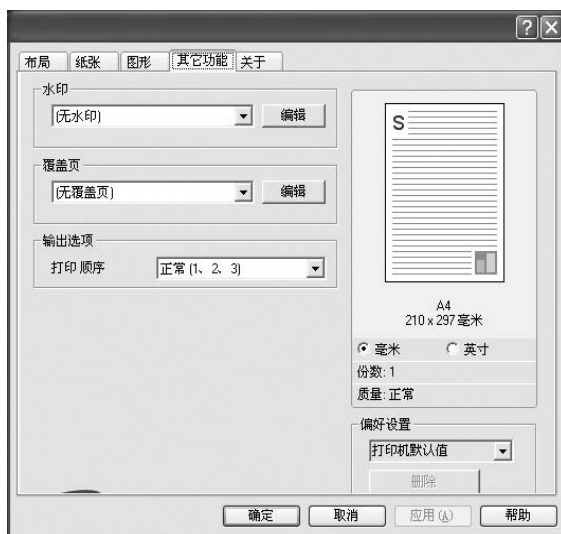 布局 纸张 图形 其它功能 关于
水印
(无水印) 编辑
覆盖页
(无覆盖页) 编辑
输出选项
打印 顺序 正常 (1、2、3)
S
A4
210 x 297 毫米
毫米 英寸
份数: 1
质量: 正常
偏好设置
打印机默认值
删除
确定 取消 应用 (A) 帮助